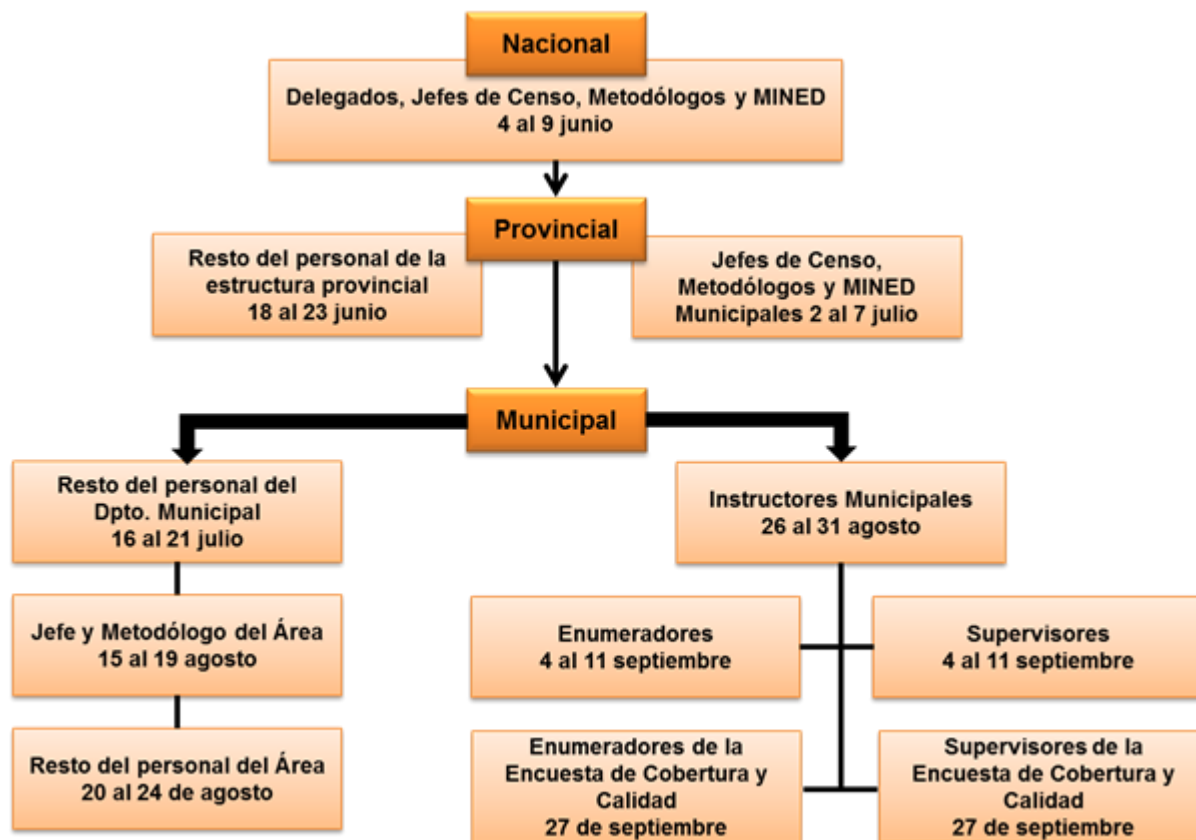 Nacional
Delegados, Jefes de Censo, Metodólogos y MINED
4 al 9 junio
Provincial
Resto del personal de la
estructura provincial
18 al 23 junio
Jefes de Censo,
Metodólogos y MINED
Municipales 2 al 7 julio
Municipal
Resto del personal del
Dpto. Municipal
16 al 21 julio
Jefe y Metodólogo del Área
15 al 19 agosto
Resto del personal del Área
20 al 24 de agosto
Instructores Municipales
26 al 31 agosto
Enumeradores
4 al 11 septiembre
Supervisores
4 al 11 septiembre
Enumeradores de la
Encuesta de Cobertura y
Calidad
27 de septiembre
Supervisores de la
Encuesta de Cobertura y
Calidad
27 de septiembre